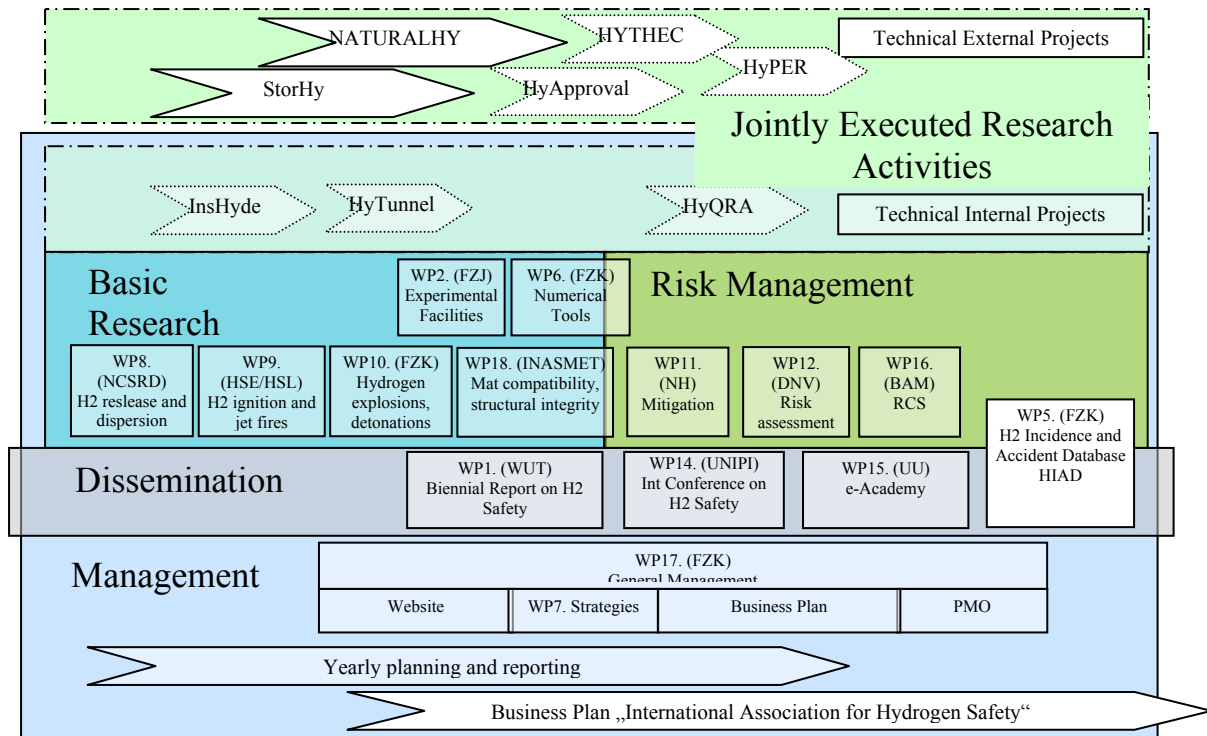 NATURALHY
HYTHEC
Technical External Projects
HyPER
StorHy
HyApproval
Jointly Executed Research
Activities
InsHyde
HyTunnel
HyQRA
Technical Internal Projects
Basic
Research
WP2. (FZJ)
Experimental
Facilities
WP6. (FZK)
Numerical
Tools
Risk Management
WP8.
(NCSRD)
H2 reslease and
dispersion
WP9.
(HSE/HSL)
H2 ignition and
jet fires
WP10. (FZK)
Hydrogen
explosions,
detonations
WP18. (INASMET)
Mat compatibility,
structural integrity
WP11.
(NH)
Mitigation
WP12.
(DNV)
Risk
assessment
WP16.
(BAM)
RCS
WP5. (FZK)
H2 Incidence and
Accident Database
HIAD
Dissemination
WP1. (WUT)
Biennial Report on H2
Safety
WP14. (UNIPI)
Int Conference on
H2 Safety
WP15. (UU)
e-Academy
Management
WP17. (FZK)
General Management
Website
WP7. Strategies
Business Plan
PMO
Yearly planning and reporting
Business Plan „International Association for Hydrogen Safety“